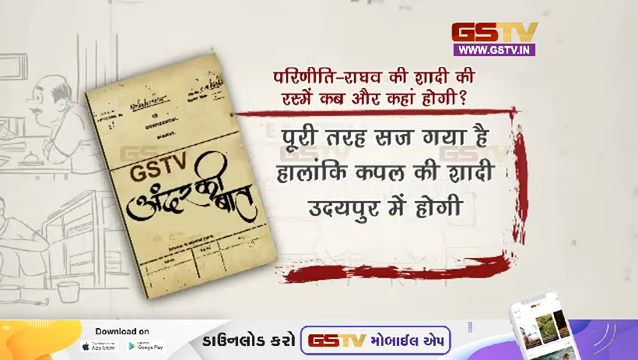 GSTV
WWW.GSTV.IN
परिणीति-राघव की शादी की
रस्में कब और कहां होगी?
पूरी तरह सज गया है
हालांकि कपल की शादी
उदयपुर में होगी
GSTV
अंदर की बात
Download on
App Store
Google Play
ડાઉનલોડ કરો GSTV મોબાઈલ એપ